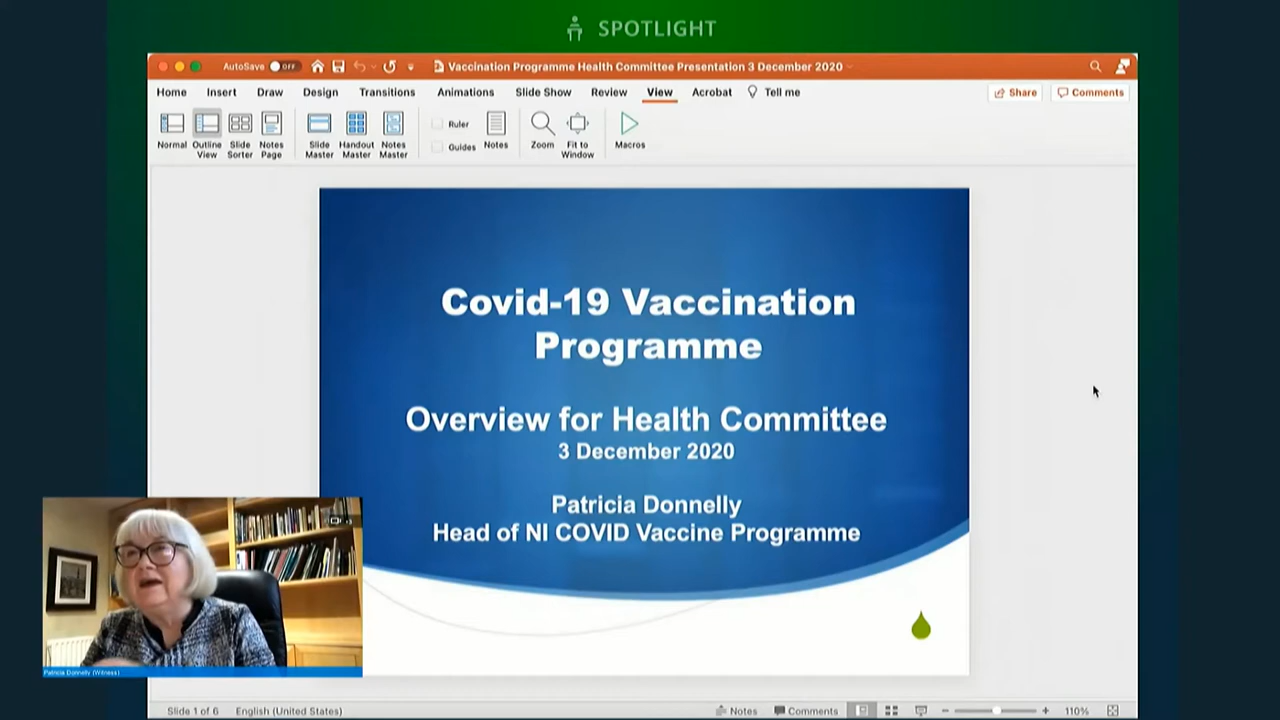 SPOTLIGHT
AutoSave OFF Vaccination Programme Health Committee Presentation 3 December 2020
Home Insert Draw Design Transitions Animations Slide Show Review View Acrobat Tell me Share Comments
Normal Outline View Slide Sorter Notes Page Slide Master Handout Master Notes Master Ruler Guides Notes Zoom Fit to Window Macros
Covid-19 Vaccination
Programme
Overview for Health Committee
3 December 2020
Patricia Donnelly
Head of NI COVID Vaccine Programme
Patricia Donnelly (Witness)
Slide 1 of 6 English (United States) Notes Comments 110%